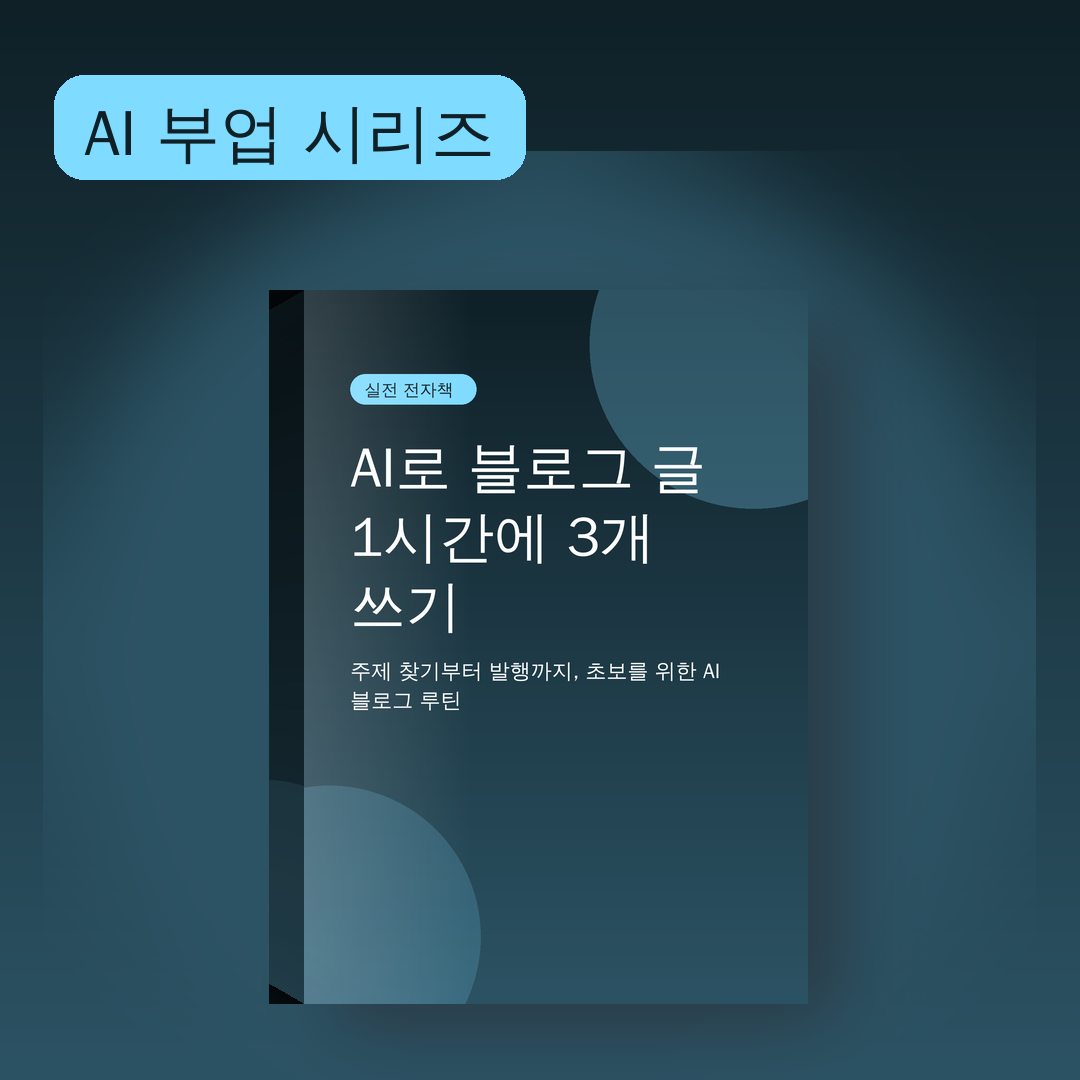 AI 부업 시리즈
실전 전자책
AI로 블로그 글
1시간에 3개
쓰기
주제 찾기부터 발행까지, 초보를 위한 AI
블로그 루틴